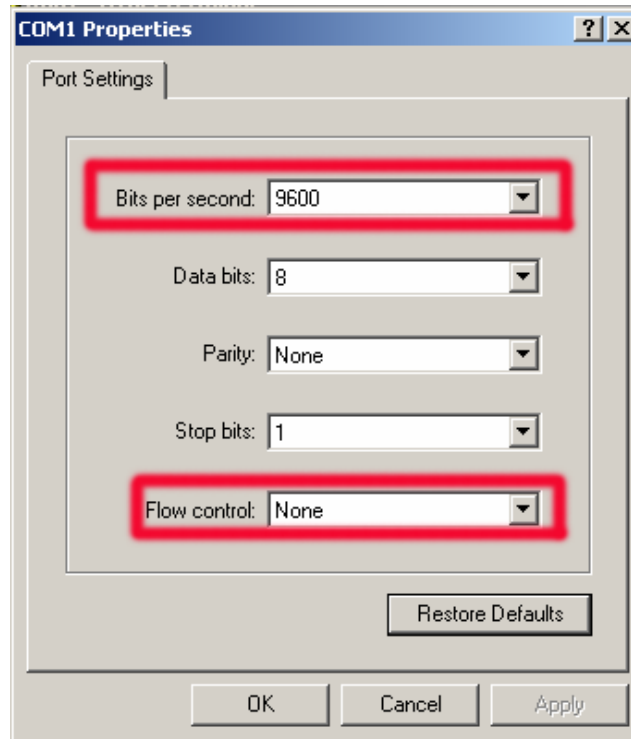 COM1 Properties
Port Settings
Bits per second: 9600
Data bits: 8
Parity: None
Stop bits: 1
Flow control: None
Restore Defaults
OK Cancel Apply